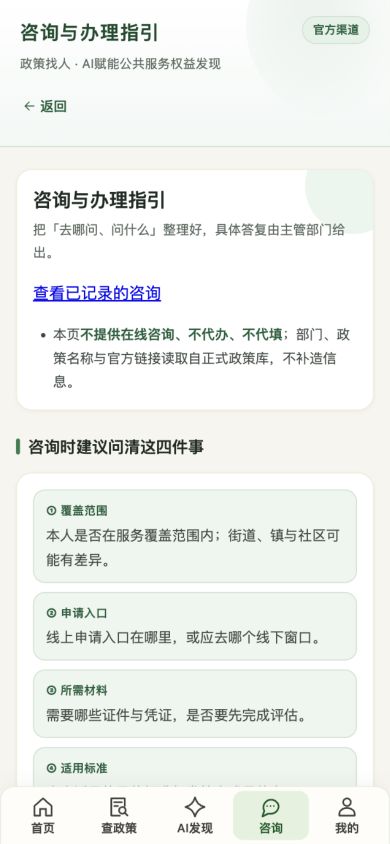 咨询与办理指引
官方渠道
政策找人 · AI赋能公共服务权益发现
← 返回
咨询与办理指引
把「去哪问、问什么」整理好，具体答复由主管部门给
出。
查看已记录的咨询
• 本页不提供在线咨询、不代办、不代填；部门、政
策名称与官方链接读取自正式政策库，不补造信
息。
咨询时建议问清这四件事
① 覆盖范围
本人是否在服务覆盖范围内；街道、镇与社区可
能有差异。
② 申请入口
线上申请入口在哪里，或应去哪个线下窗口。
③ 所需材料
需要哪些证件与凭证，是否要先完成评估。
④ 适用标准
首页
查政策
AI发现
咨询
我的